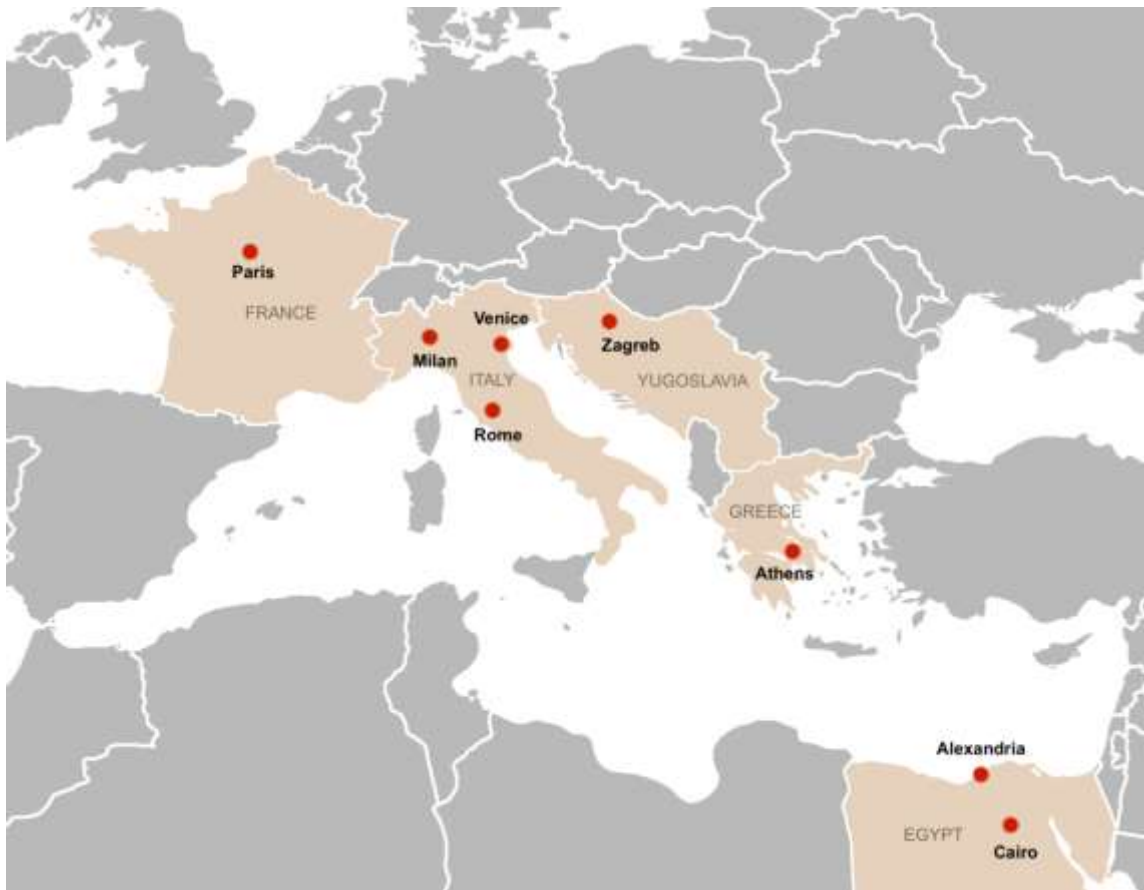 Paris
FRANCE
Venice
Milan
Zagreb
ITALY
YUGOSLAVIA
Rome
GREECE
Athens
Alexandria
EGYPT
Cairo